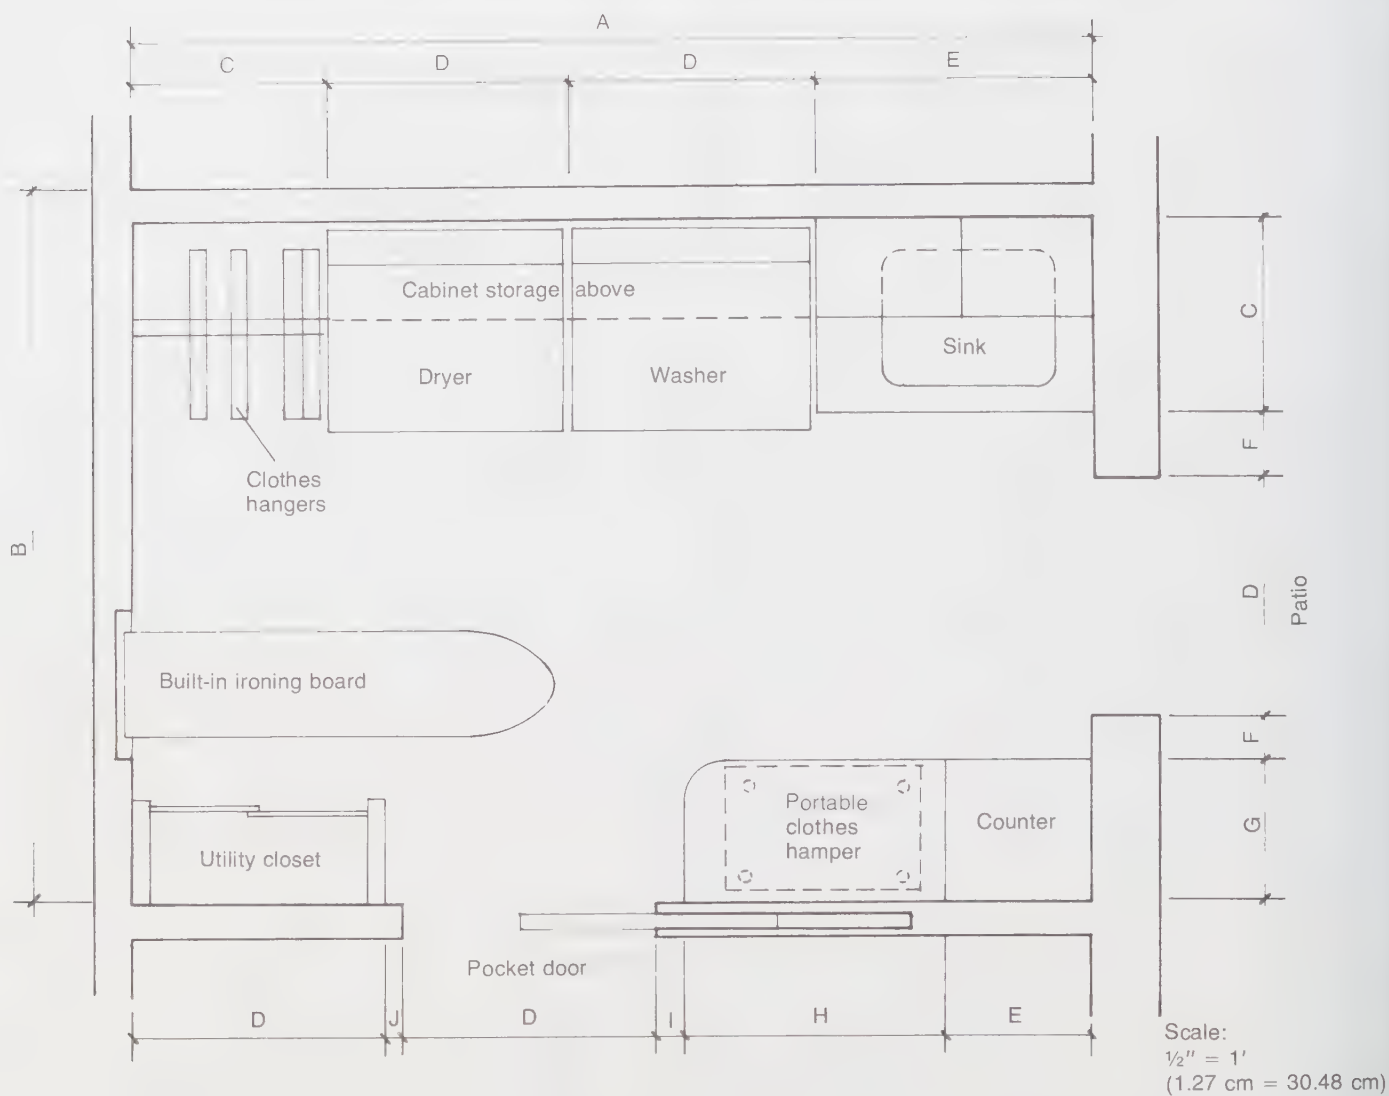 A
C
D
D
E
Cabinet storage above
Dryer
Washer
Sink
Clothes
hangers
C
F
B
D
Patio
Built-in ironing board
F
Portable
clothes
hamper
Counter
G
Utility closet
Pocket door
D
J
D
I
H
E
Scale:
½" = 1'
(1.27 cm = 30.48 cm)